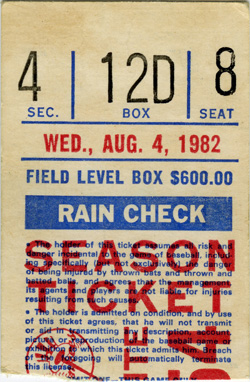 4 12D 8
SEC. BOX SEAT
WED., AUG. 4, 1982
FIELD LEVEL BOX $600.00
RAIN CHECK
SEASON
TICKET
The holder of this ticket assumes all risk and
danger incidental to the game of baseball, includ-
ing specifically (but not exclusively) the danger
of being injured by thrown bats and thrown and
batted balls, and agrees that
its agents and players are not liable for injuries
resulting from such causes.
The holder is admitted on condition, and by use
of this ticket agrees, that he will not transmit
or aid in transmitting any description, account,
picture or reproduction of the baseball
exhibition to which this ticket admits him. Breach
of the foregoing will automatically terminate
this license.